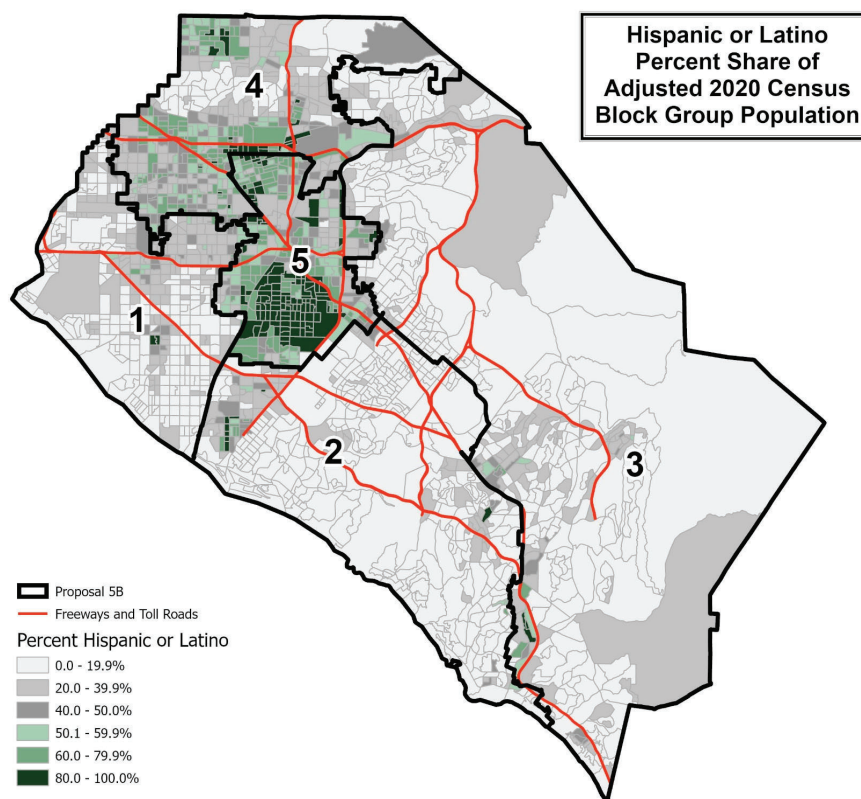 Hispanic or Latino
Percent Share of
Adjusted 2020 Census
Block Group Population
4
5
1
2
3
Proposal 5B
Freeways and Toll Roads
Percent Hispanic or Latino
0.0 - 19.9%
20.0 - 39.9%
40.0 - 50.0%
50.1 - 59.9%
60.0 - 79.9%
80.0 - 100.0%